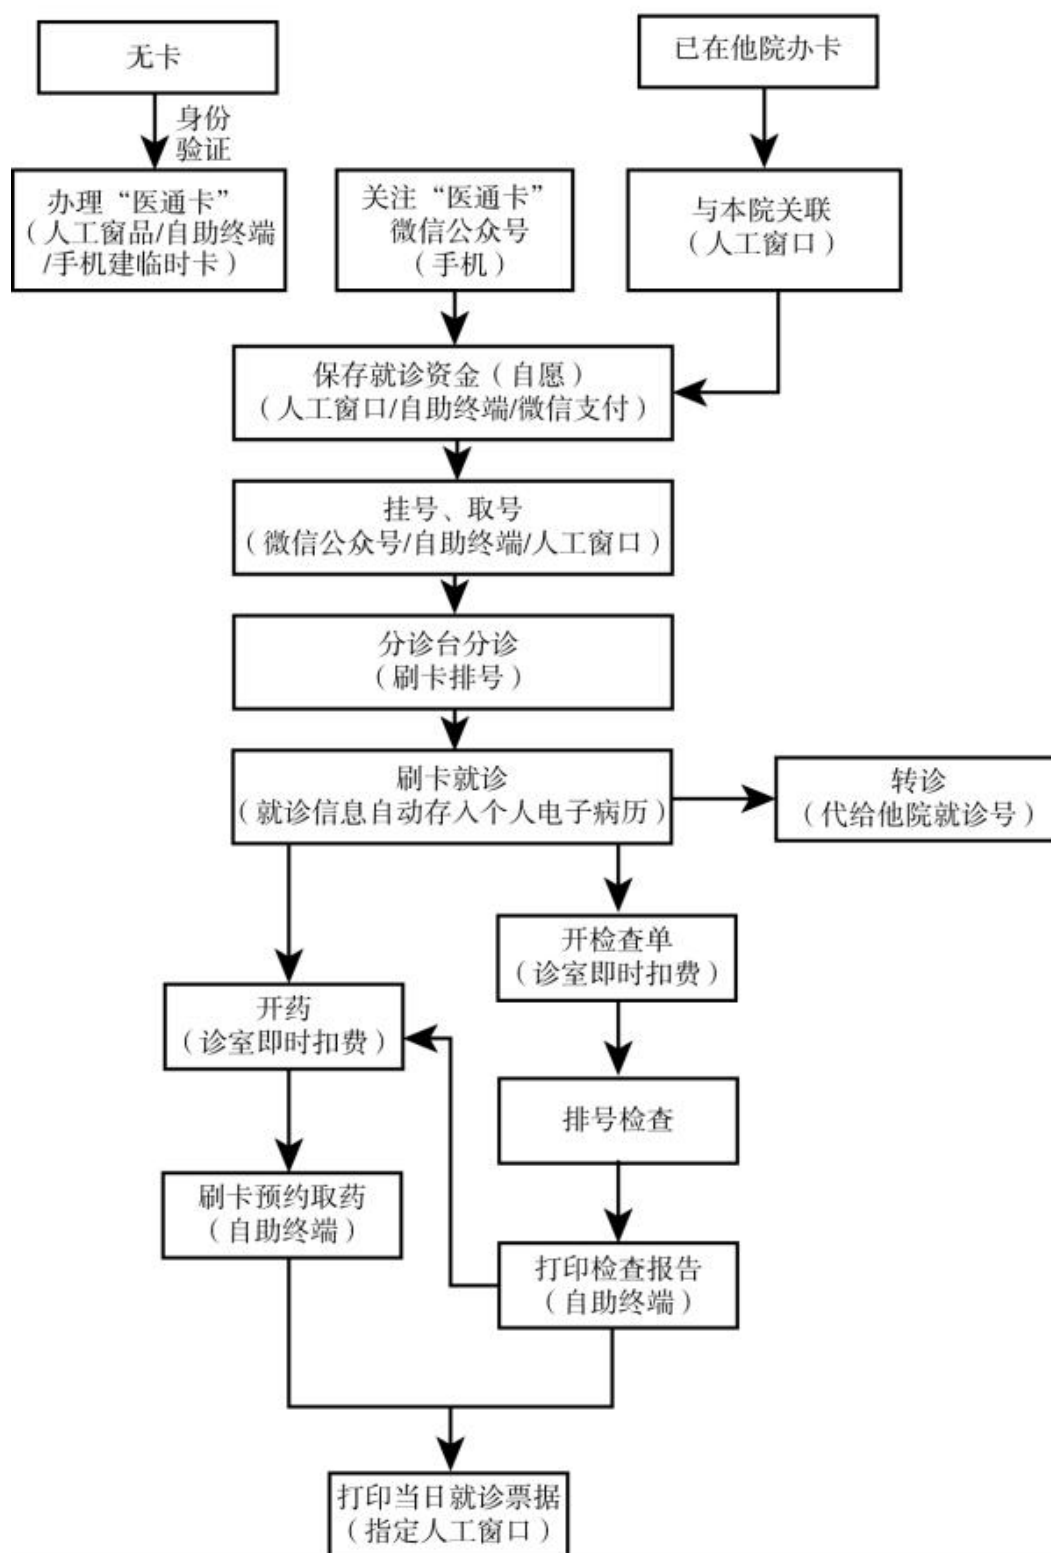 无卡
已在他院办卡
身份
验证
办理“医通卡”
（人工窗品/自助终端
/手机建临时卡）
关注“医通卡”
微信公众号
（手机）
与本院关联
（人工窗口）
保存就诊资金（自愿）
（人工窗口/自助终端/微信支付）
挂号、取号
（微信公众号/自助终端/人工窗口）
分诊台分诊
（刷卡排号）
刷卡就诊
（就诊信息自动存入个人电子病历）
转诊
（代给他院就诊号）
开检查单
（诊室即时扣费）
开药
（诊室即时扣费）
排号检查
刷卡预约取药
（自助终端）
打印检查报告
（自助终端）
打印当日就诊票据
（指定人工窗口）